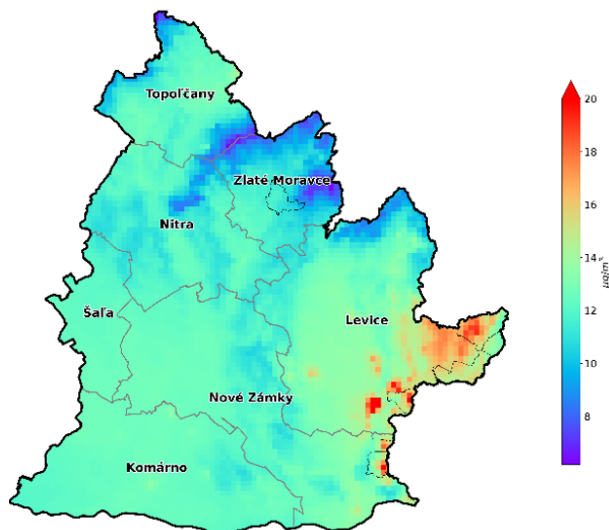 Topoľčany
Zlaté Moravce
Nitra
Šaľa
Levice
Nové Zámky
Komárno
20
18
16
14
12
10
8
µg/m³